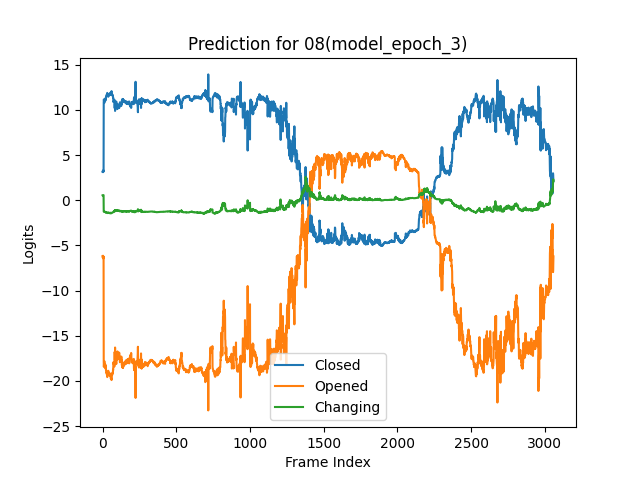 Prediction for 08(model_epoch_3)
15
10
5
0
−5
−10
−15
−20
−25
Logits
Closed
Opened
Changing
0 500 1000 1500 2000 2500 3000
Frame Index